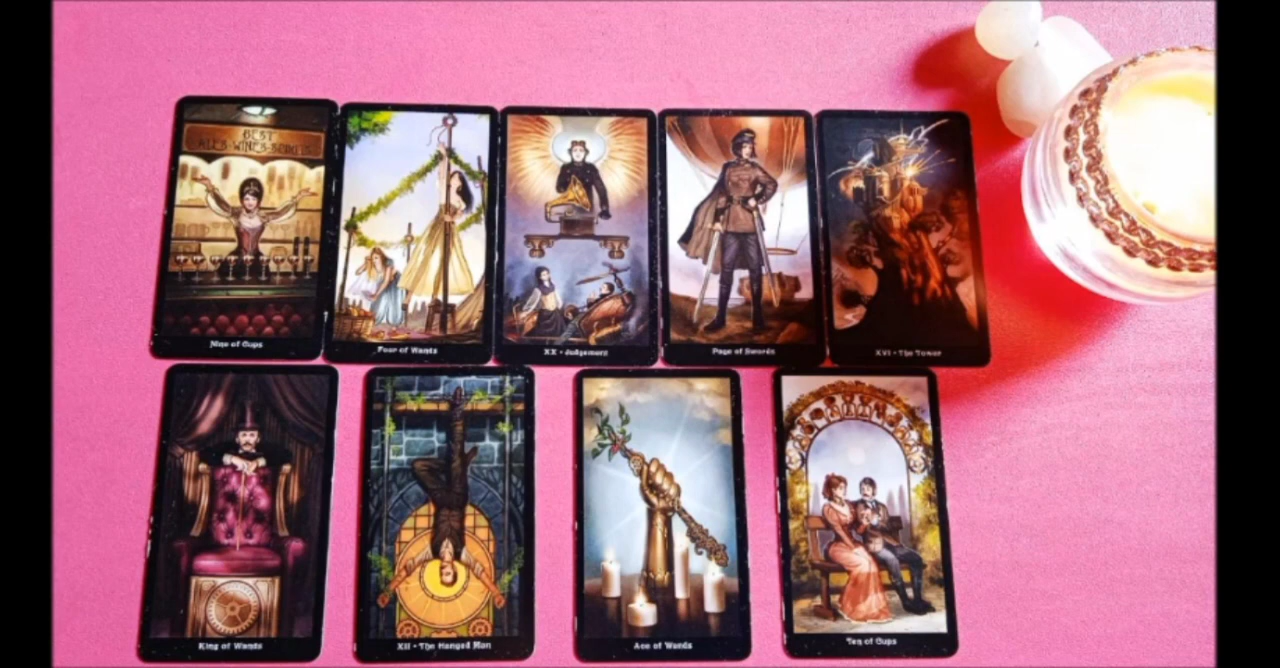 BEST
ALES-WINES-SPIRITS
Nine of Cups
Four of Wands
XX • Judgement
Page of Swords
XVI • The Tower
King of Wands
XII • The Hanged Man
Ace of Wands
Ten of Cups